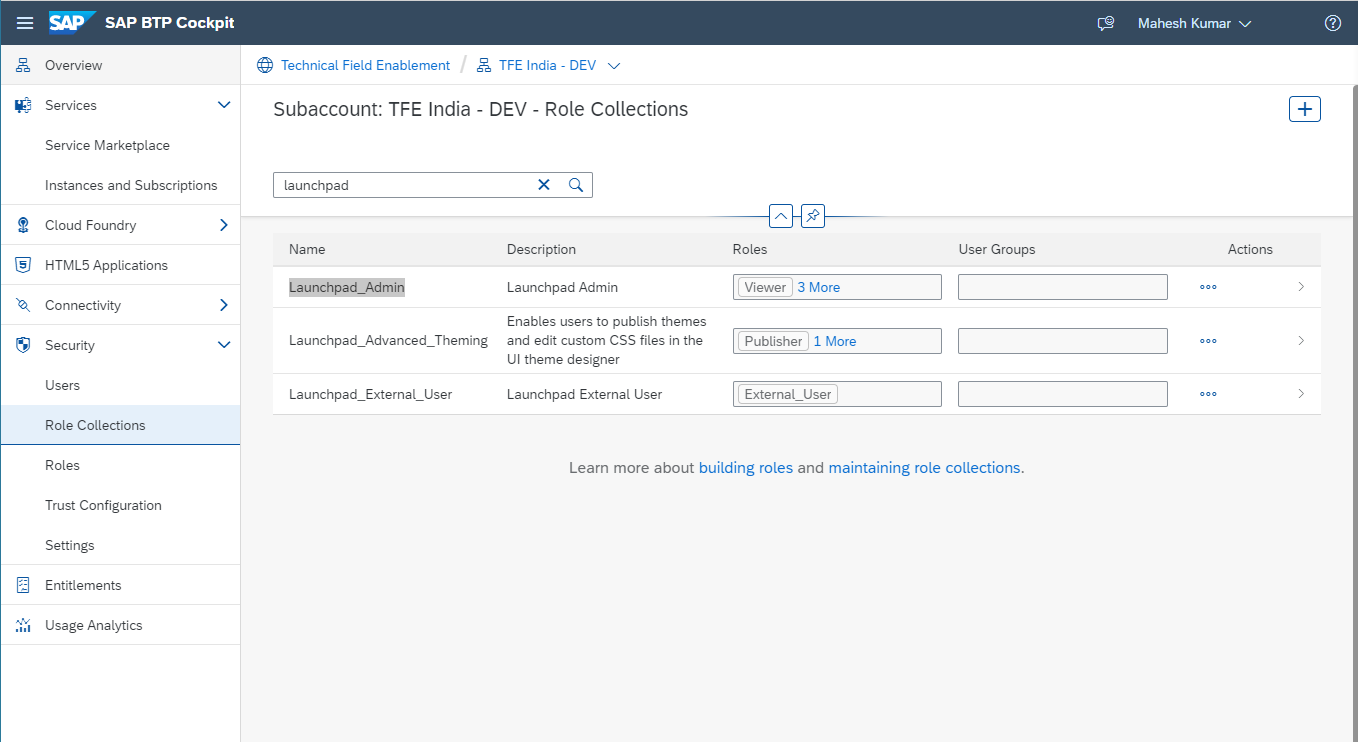 SAP SAP BTP Cockpit Mahesh Kumar
Technical Field Enablement / TFE India - DEV
Overview
Services
Service Marketplace
Instances and Subscriptions
Cloud Foundry
HTML5 Applications
Connectivity
Security
Users
Role Collections
Roles
Trust Configuration
Settings
Entitlements
Usage Analytics
Subaccount: TFE India - DEV - Role Collections
launchpad
Name Description Roles User Groups Actions
Launchpad_Admin Launchpad Admin Viewer 3 More
Launchpad_Advanced_Theming Enables users to publish themes
and edit custom CSS files in the
UI theme designer Publisher 1 More
Launchpad_External_User Launchpad External User External_User
Learn more about building roles and maintaining role collections.